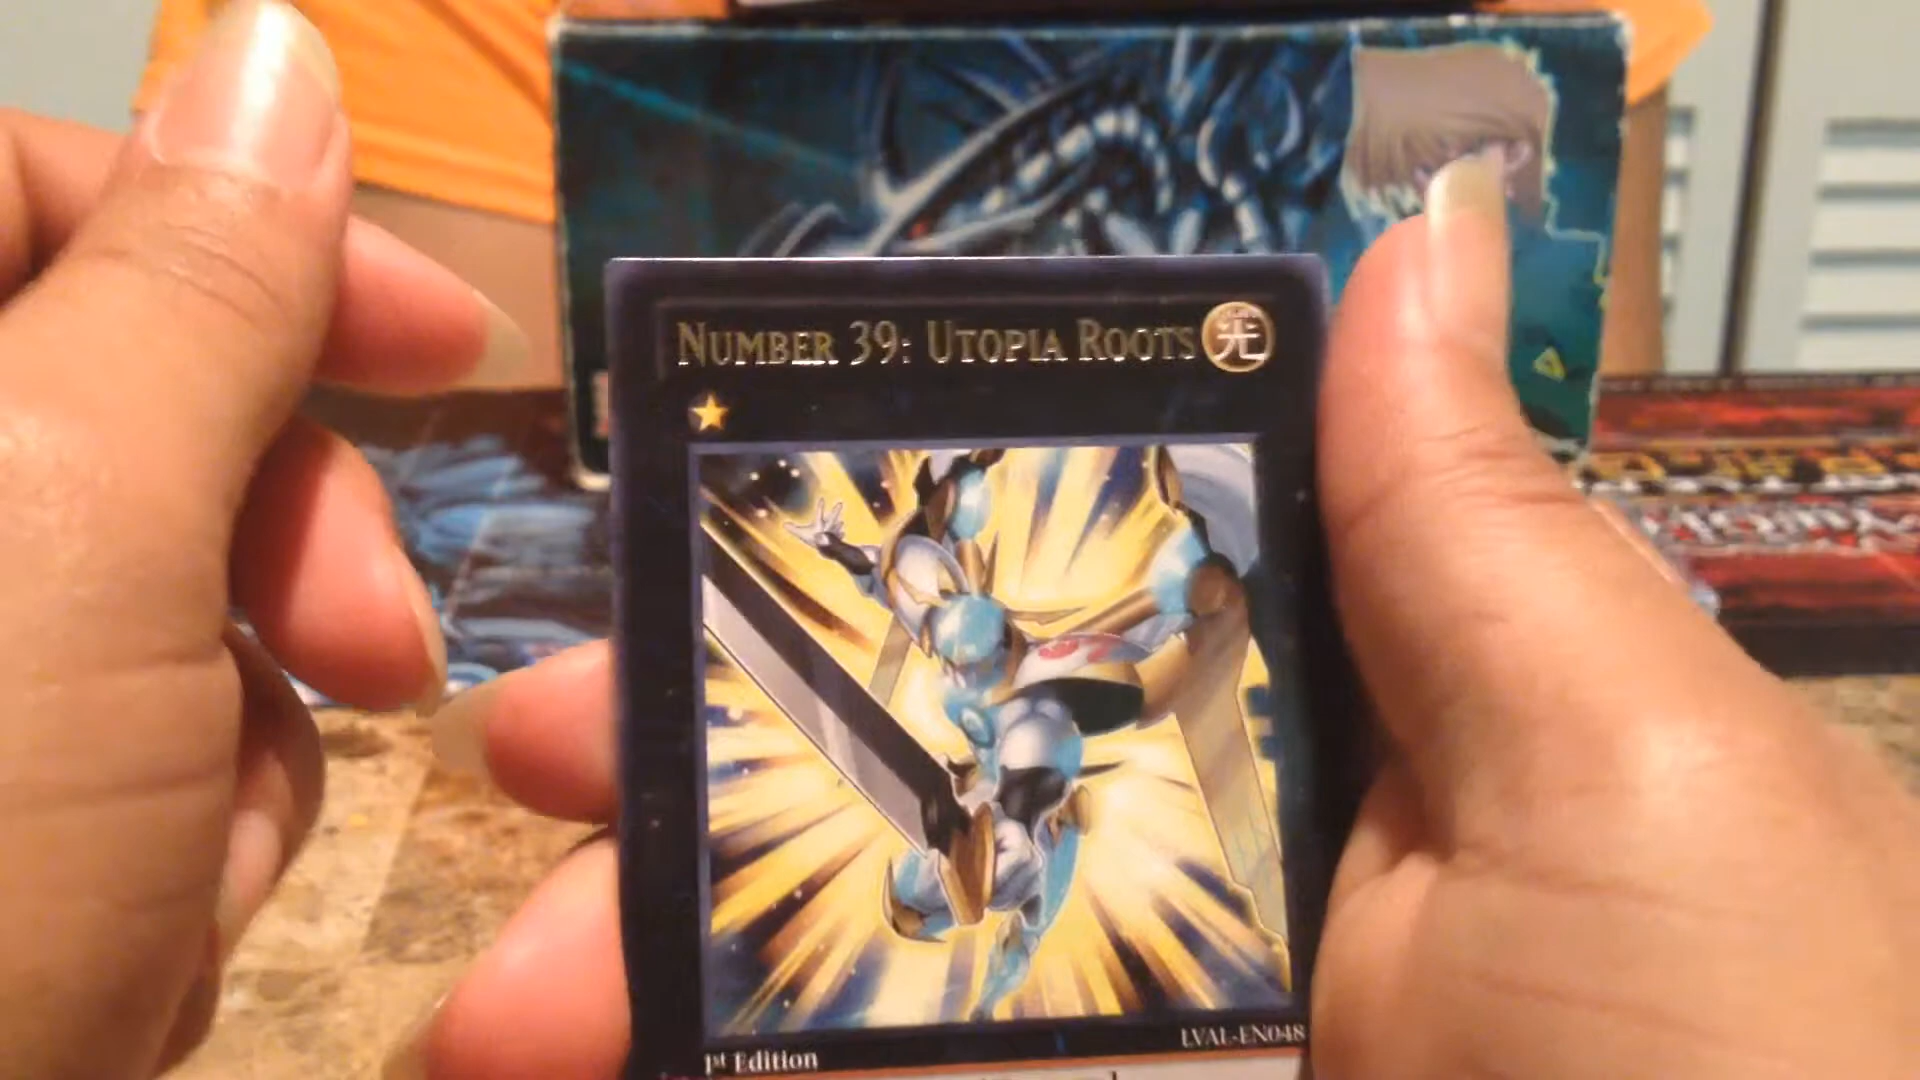 NUMBER 39: UTOPIA ROOTS 光
LVAL-EN048
1st Edition